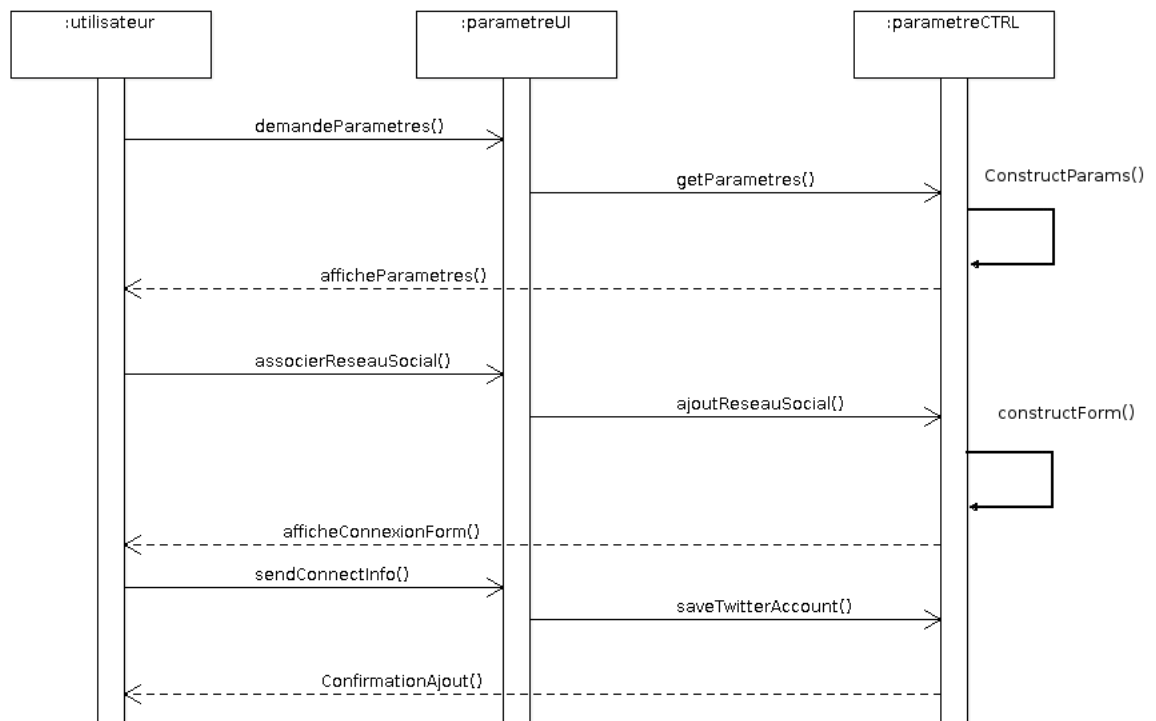 :utilisateur
:parametreUI
:parametreCTRL
demandeParametres()
getParametres()
ConstructParams()
afficheParametres()
associerReseauSocial()
ajoutReseauSocial()
constructForm()
afficheConnexionForm()
sendConnectInfo()
saveTwitterAccount()
ConfirmationAjout()